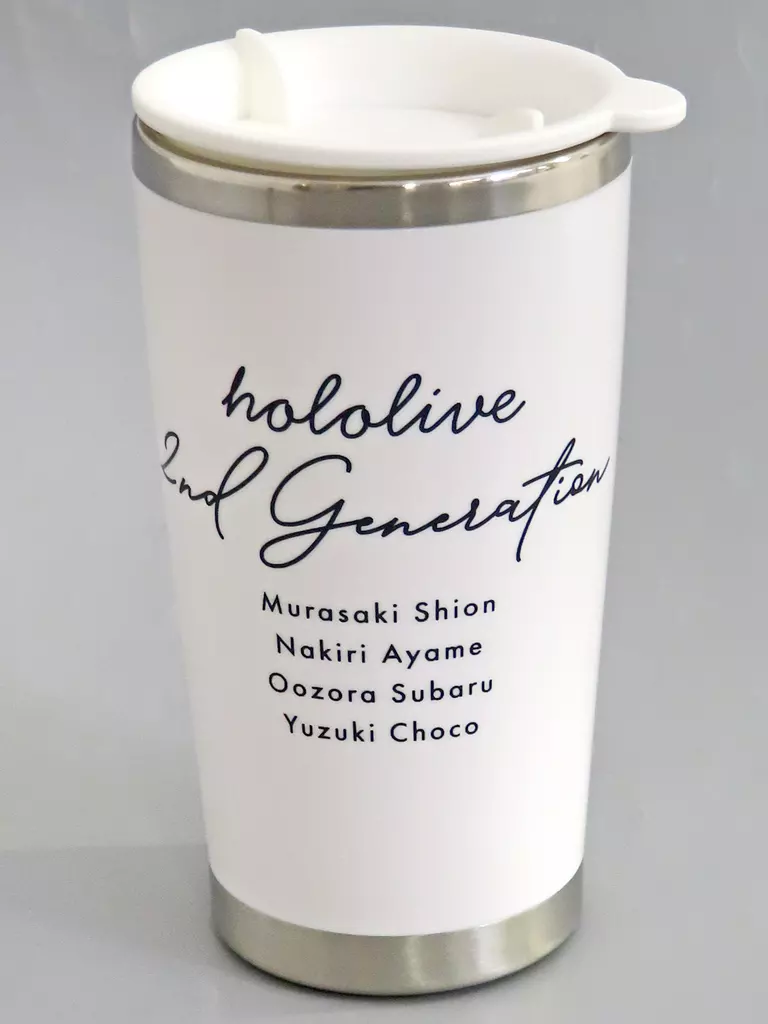 hololive
2nd Generation
Murasaki Shion
Nakiri Ayame
Oozora Subaru
Yuzuki Choco